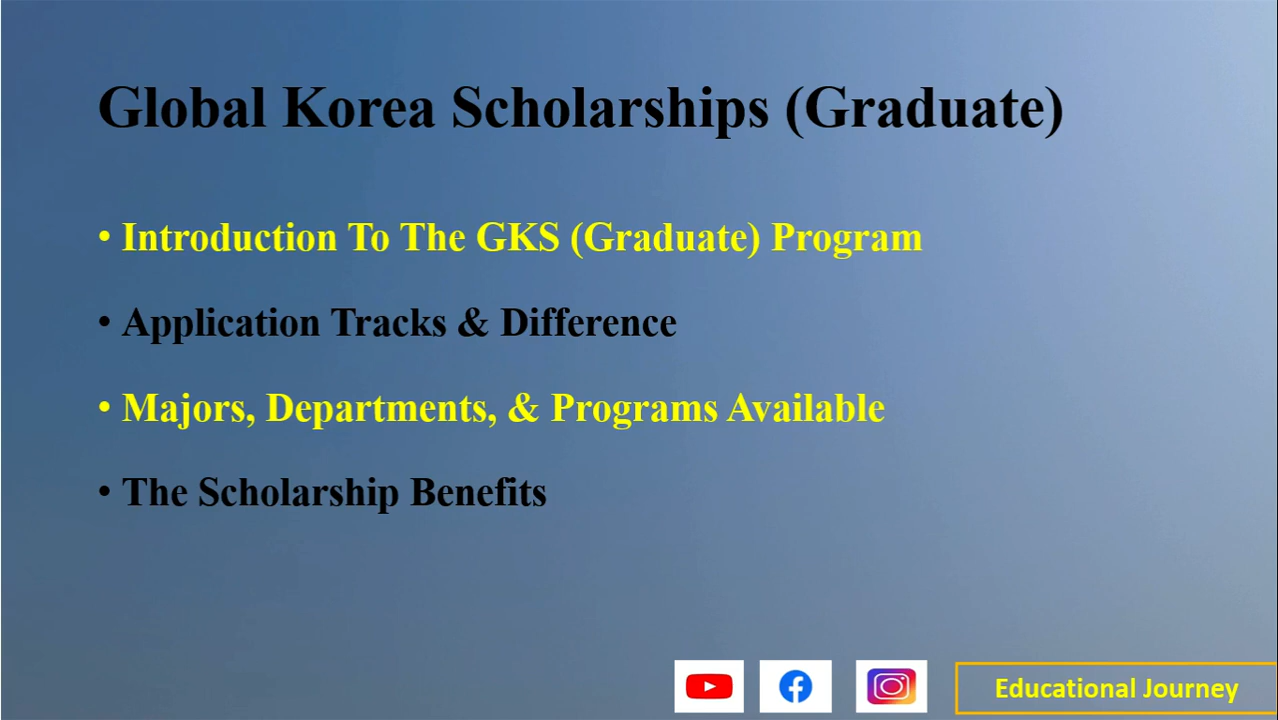 Global Korea Scholarships (Graduate)
• Introduction To The GKS (Graduate) Program
• Application Tracks & Difference
• Majors, Departments, & Programs Available
• The Scholarship Benefits
Educational Journey